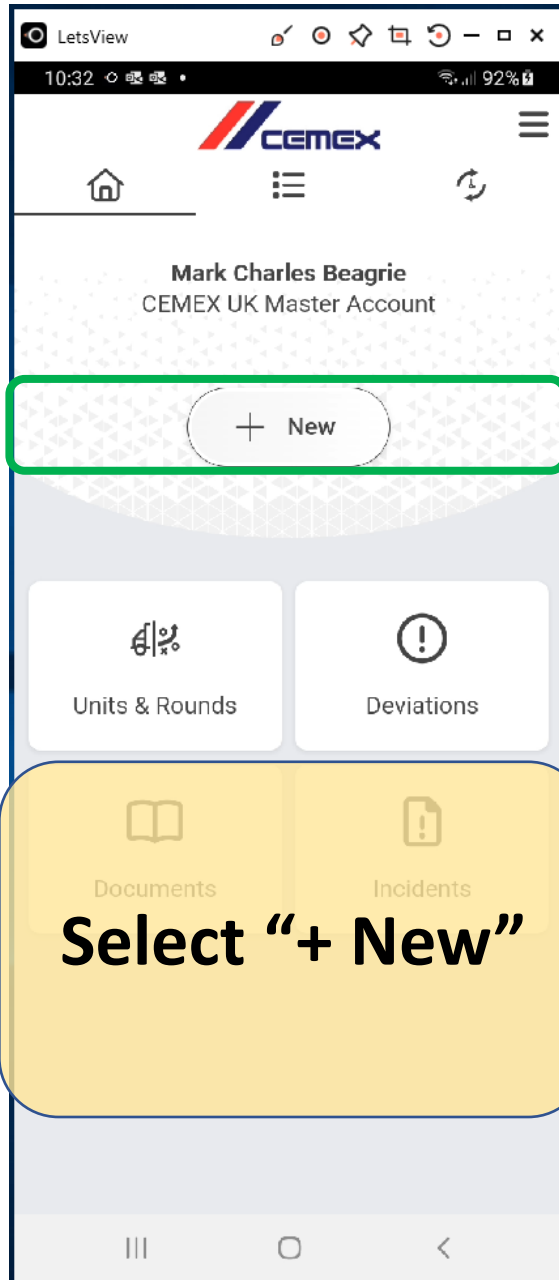 LetsView
10:32 92%
CEMEX
Mark Charles Beagrie
CEMEX UK Master Account
+ New
Units & Rounds
Deviations
Documents
Incidents
Select “+ New”